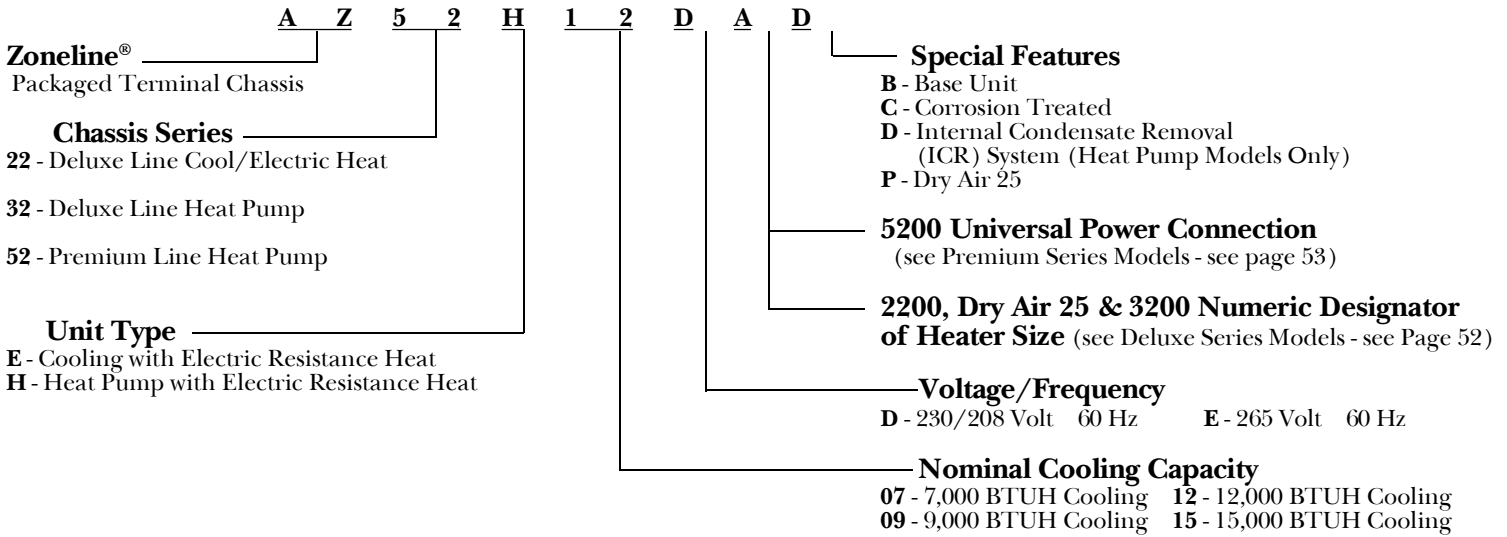 A Z 5 2 H 1 2 D A D
Zoneline®
Packaged Terminal Chassis
Chassis Series
22 - Deluxe Line Cool/Electric Heat
32 - Deluxe Line Heat Pump
52 - Premium Line Heat Pump
Unit Type
E - Cooling with Electric Resistance Heat
H - Heat Pump with Electric Resistance Heat
Special Features
B - Base Unit
C - Corrosion Treated
D - Internal Condensate Removal
(ICR) System (Heat Pump Models Only)
P - Dry Air 25
5200 Universal Power Connection
(see Premium Series Models - see page 53)
2200, Dry Air 25 & 3200 Numeric Designator
of Heater Size (see Deluxe Series Models - see Page 52)
Voltage/Frequency
D - 230/208 Volt 60 Hz E - 265 Volt 60 Hz
Nominal Cooling Capacity
07 - 7,000 BTUH Cooling 12 - 12,000 BTUH Cooling
09 - 9,000 BTUH Cooling 15 - 15,000 BTUH Cooling